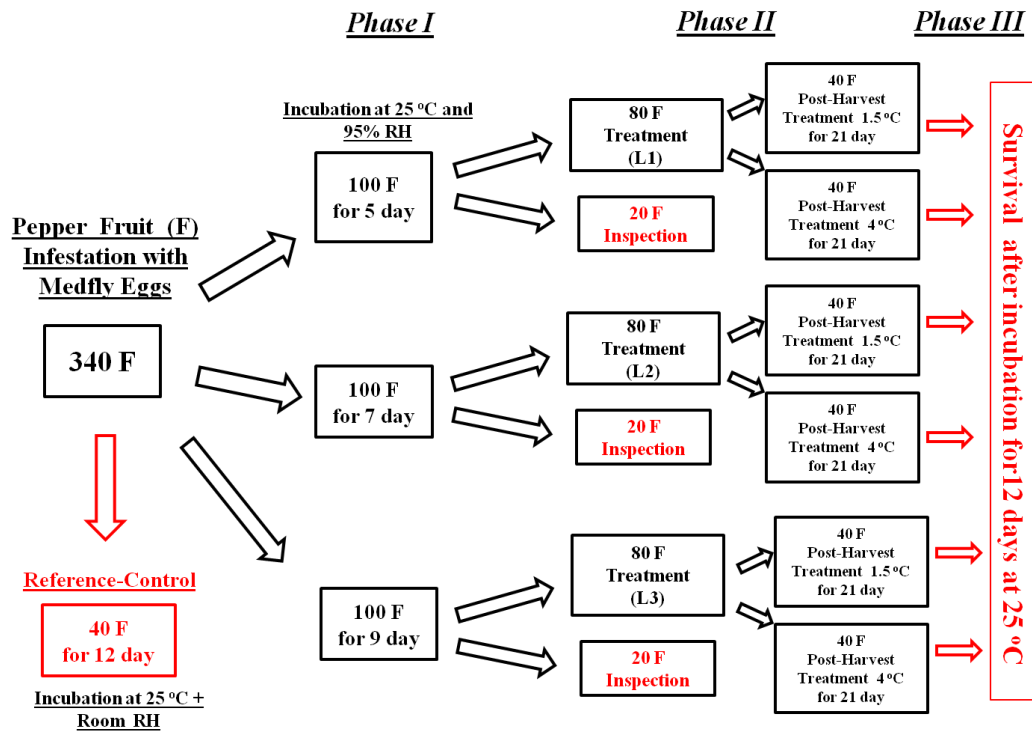 Phase I
Phase II
Phase III
Pepper Fruit (F)
Infestation with
Medfly Eggs
340 F
Reference-Control
40 F
for 12 day
Incubation at 25 °C +
Room RH
Incubation at 25 °C and
95% RH
100 F
for 5 day
100 F
for 7 day
100 F
for 9 day
80 F
Treatment
(L1)
20 F
Inspection
80 F
Treatment
(L2)
20 F
Inspection
80 F
Treatment
(L3)
20 F
Inspection
40 F
Post-Harvest
Treatment 1.5 °C
for 21 day
40 F
Post-Harvest
Treatment 4 °C
for 21 day
40 F
Post-Harvest
Treatment 1.5 °C
for 21 day
40 F
Post-Harvest
Treatment 4 °C
for 21 day
40 F
Post-Harvest
Treatment 1.5 °C
for 21 day
40 F
Post-Harvest
Treatment 4 °C
for 21 day
Survival after incubation for12 days at 25 °C